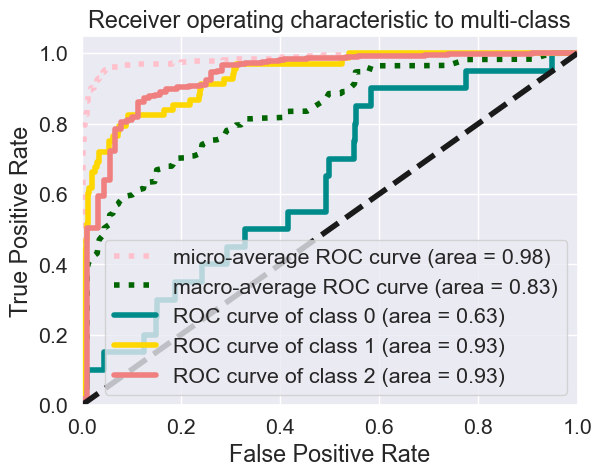 Receiver operating characteristic to multi-class
1.0
0.8
0.6
0.4
0.2
0.0
True Positive Rate
micro-average ROC curve (area = 0.98)
macro-average ROC curve (area = 0.83)
ROC curve of class 0 (area = 0.63)
ROC curve of class 1 (area = 0.93)
ROC curve of class 2 (area = 0.93)
0.0 0.2 0.4 0.6 0.8 1.0
False Positive Rate